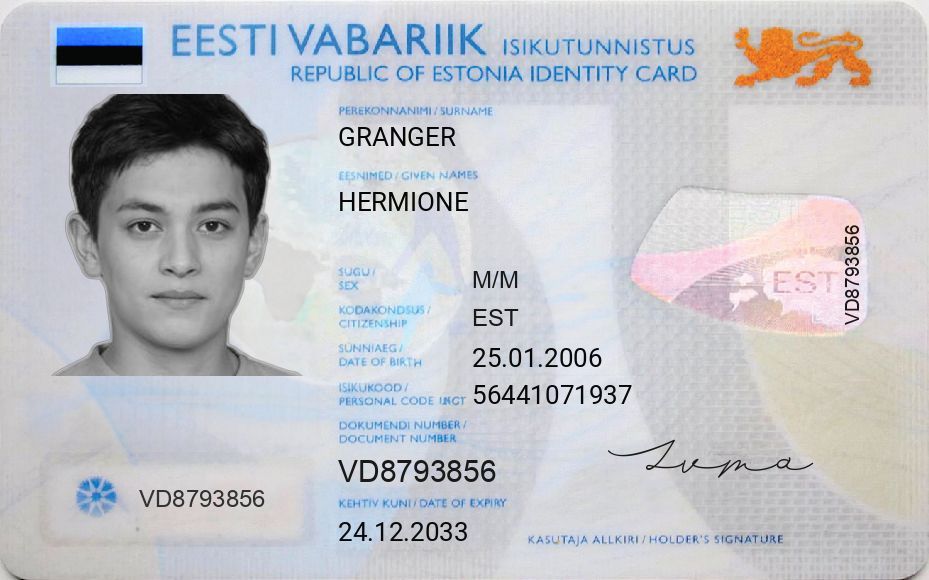 EESTI VABARIIK ISIKUTUNNISTUS
REPUBLIC OF ESTONIA IDENTITY CARD
PEREKONNANIMI / SURNAME
GRANGER
EESNIMED / GIVEN NAMES
HERMIONE
SUGU /
SEX
M/M
KODAKONDSUS /
CITIZENSHIP
EST
SÜNNIAEG /
DATE OF BIRTH
25.01.2006
ISIKUKOOD /
PERSONAL CODE
56441071937
DOKUMENDI NUMBER /
DOCUMENT NUMBER
VD8793856
KEHTIV KUNI / DATE OF EXPIRY
24.12.2033
VD8793856
EST
VD8793856
KASUTAJA ALLKIRI / HOLDER'S SIGNATURE